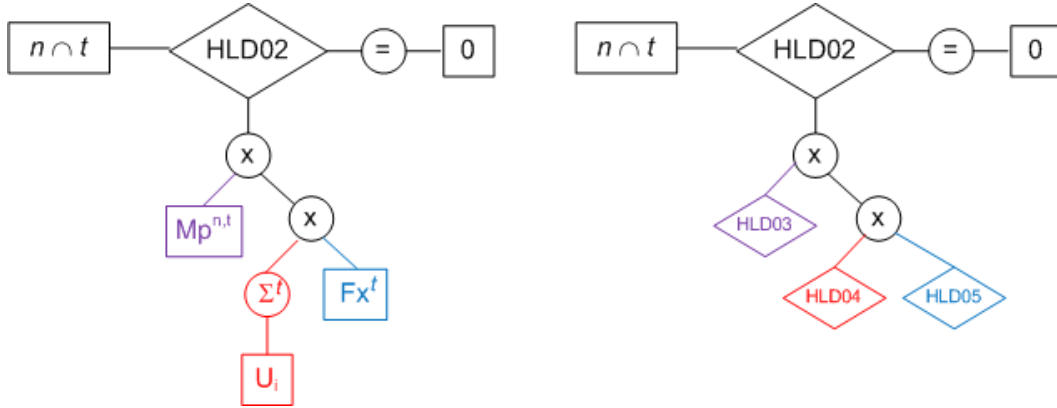 n ∩ t HLD02 = 0
x
Mp^{n,t} x
Σ^t Fx^t
U_i
n ∩ t HLD02 = 0
x
HLD03 x
HLD04 HLD05